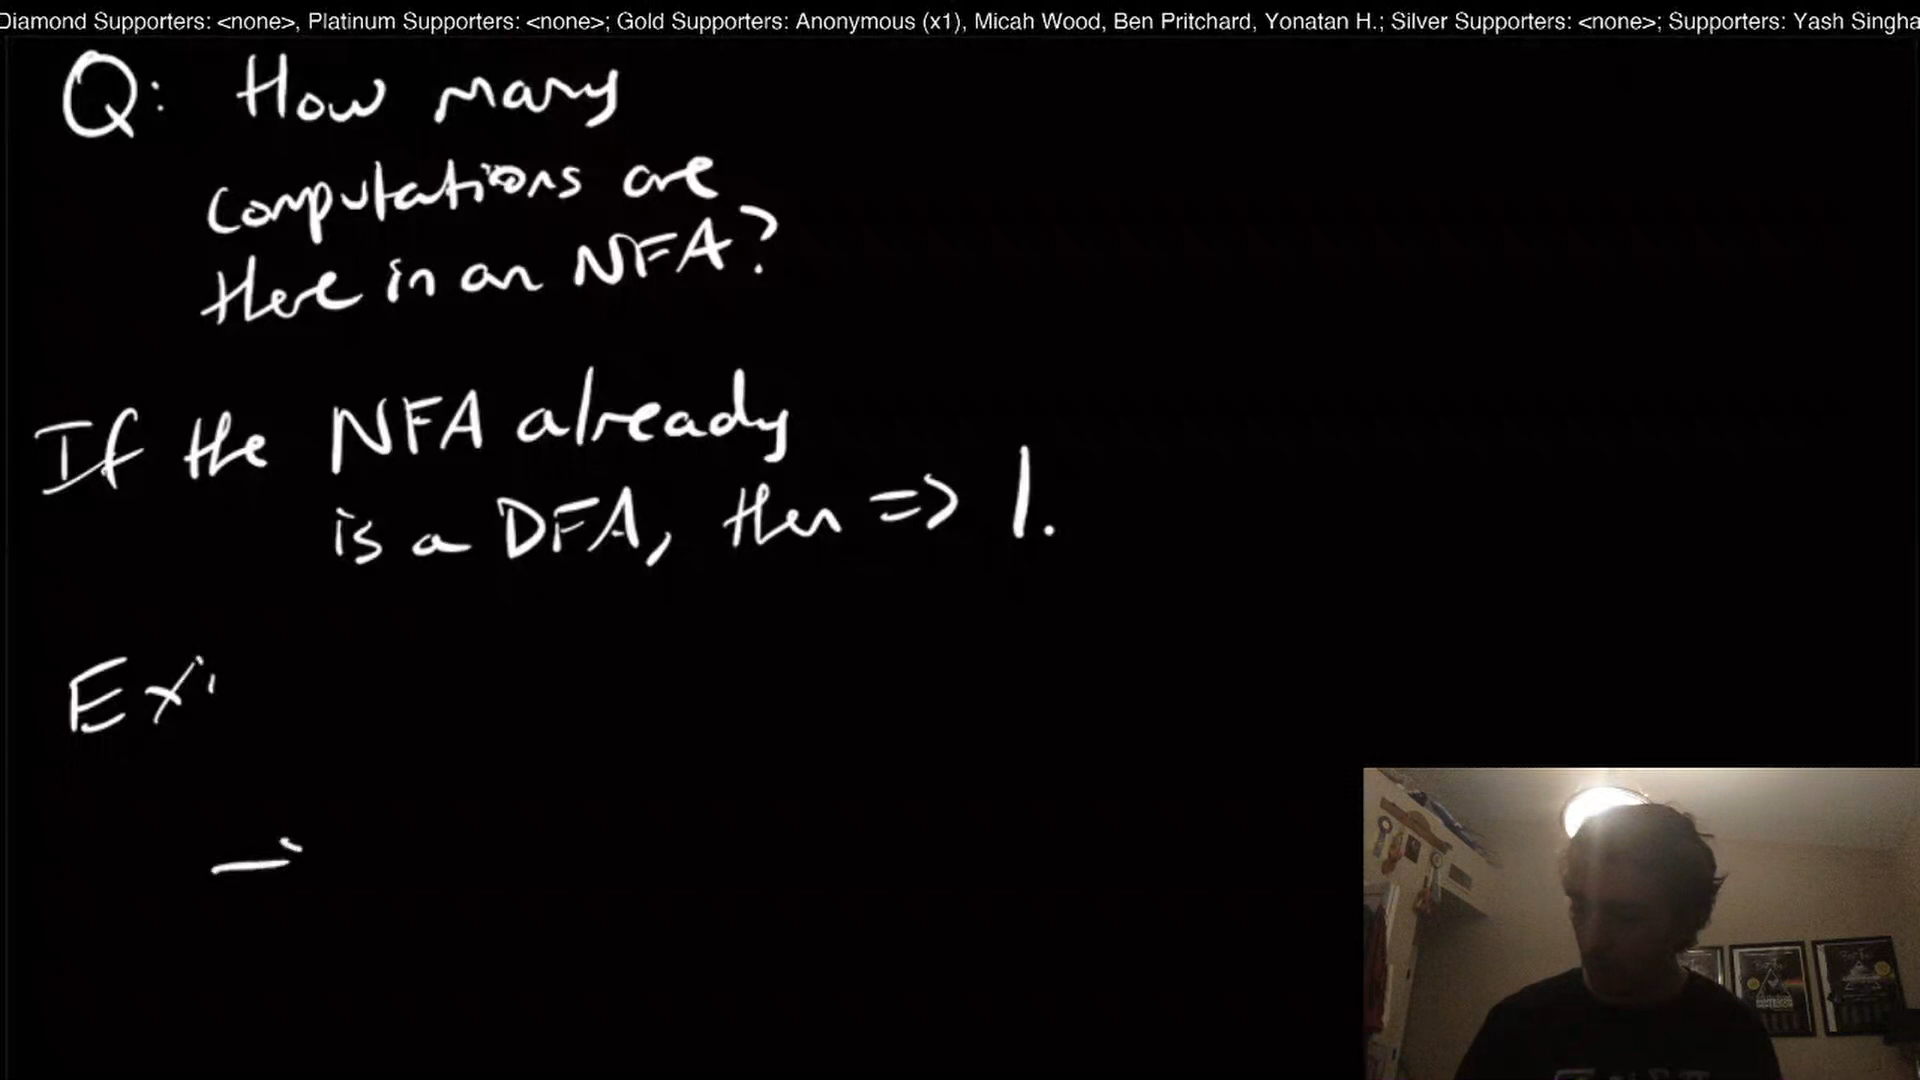 Diamond Supporters: <none>, Platinum Supporters: <none>; Gold Supporters: Anonymous (x1), Micah Wood, Ben Pritchard, Yonatan H.; Silver Supporters: <none>; Supporters: Yash Singha
Q: How many
computations are
there in an NFA?
If the NFA already
is a DFA, then => 1.
Ex: